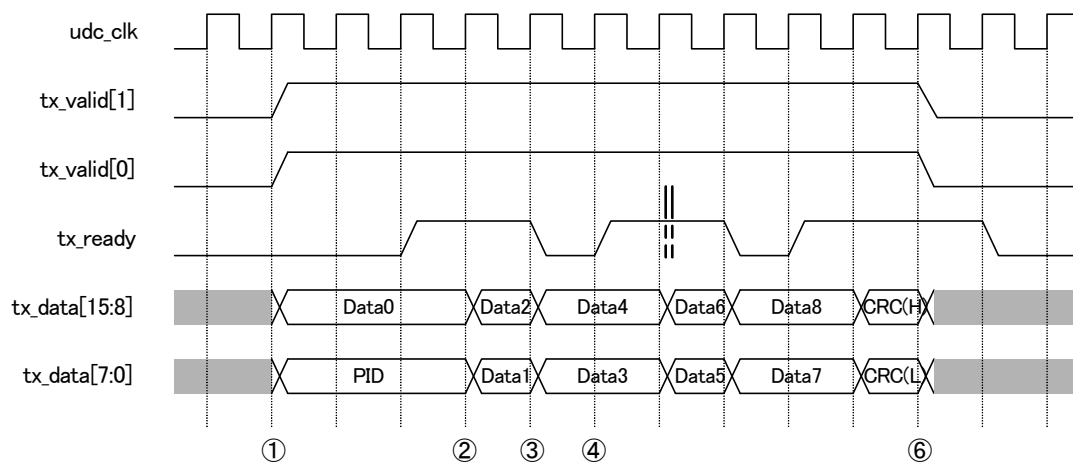 udc_clk
tx_valid[1]
tx_valid[0]
tx_ready
tx_data[15:8] Data0 Data2 Data4 Data6 Data8 CRC(H)
tx_data[7:0] PID Data1 Data3 Data5 Data7 CRC(L
① ② ③ ④ ⑥